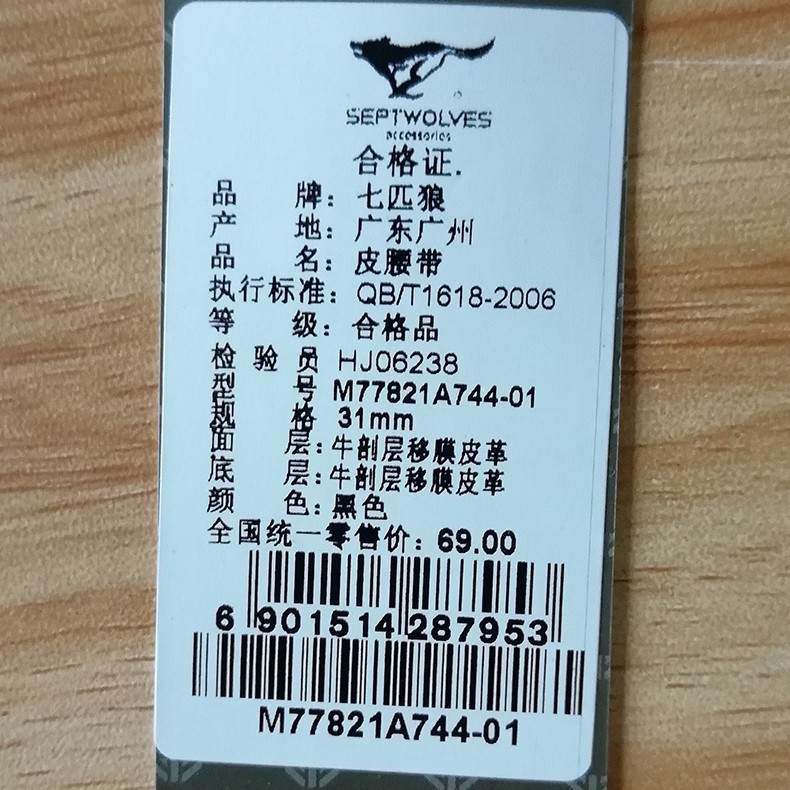 SEPTWOLVES
accessories
合格证.
品 牌：七匹狼
产 地：广东广州
品 名：皮腰带
执行标准：QB/T1618-2006
等 级：合格品
检 验 员 HJ06238
型 号 M77821A744-01
规 格 31mm
面 层：牛剖层移膜皮革
底 层：牛剖层移膜皮革
颜 色：黑色
全国统一零售价：69.00
6 901514 287953
M77821A744-01